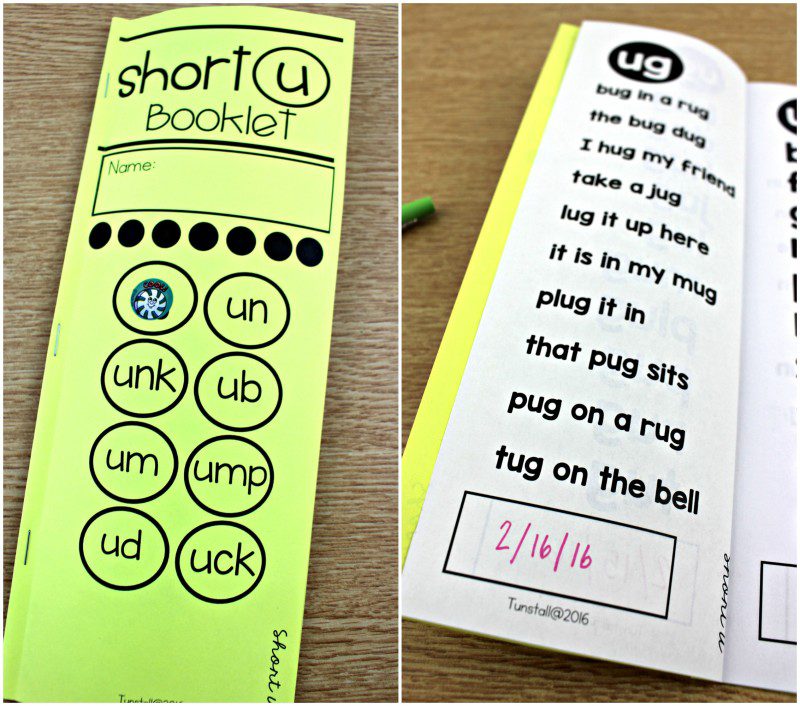 short u
Booklet
Name:
un
unk
ub
um
ump
ud
uck
short u
Tunstall@2016
ug
bug in a rug
the bug dug
I hug my friend
take a jug
lug it up here
it is in my mug
plug it in
that pug sits
pug on a rug
tug on the bell
2/16/16
Tunstall@2016
short u